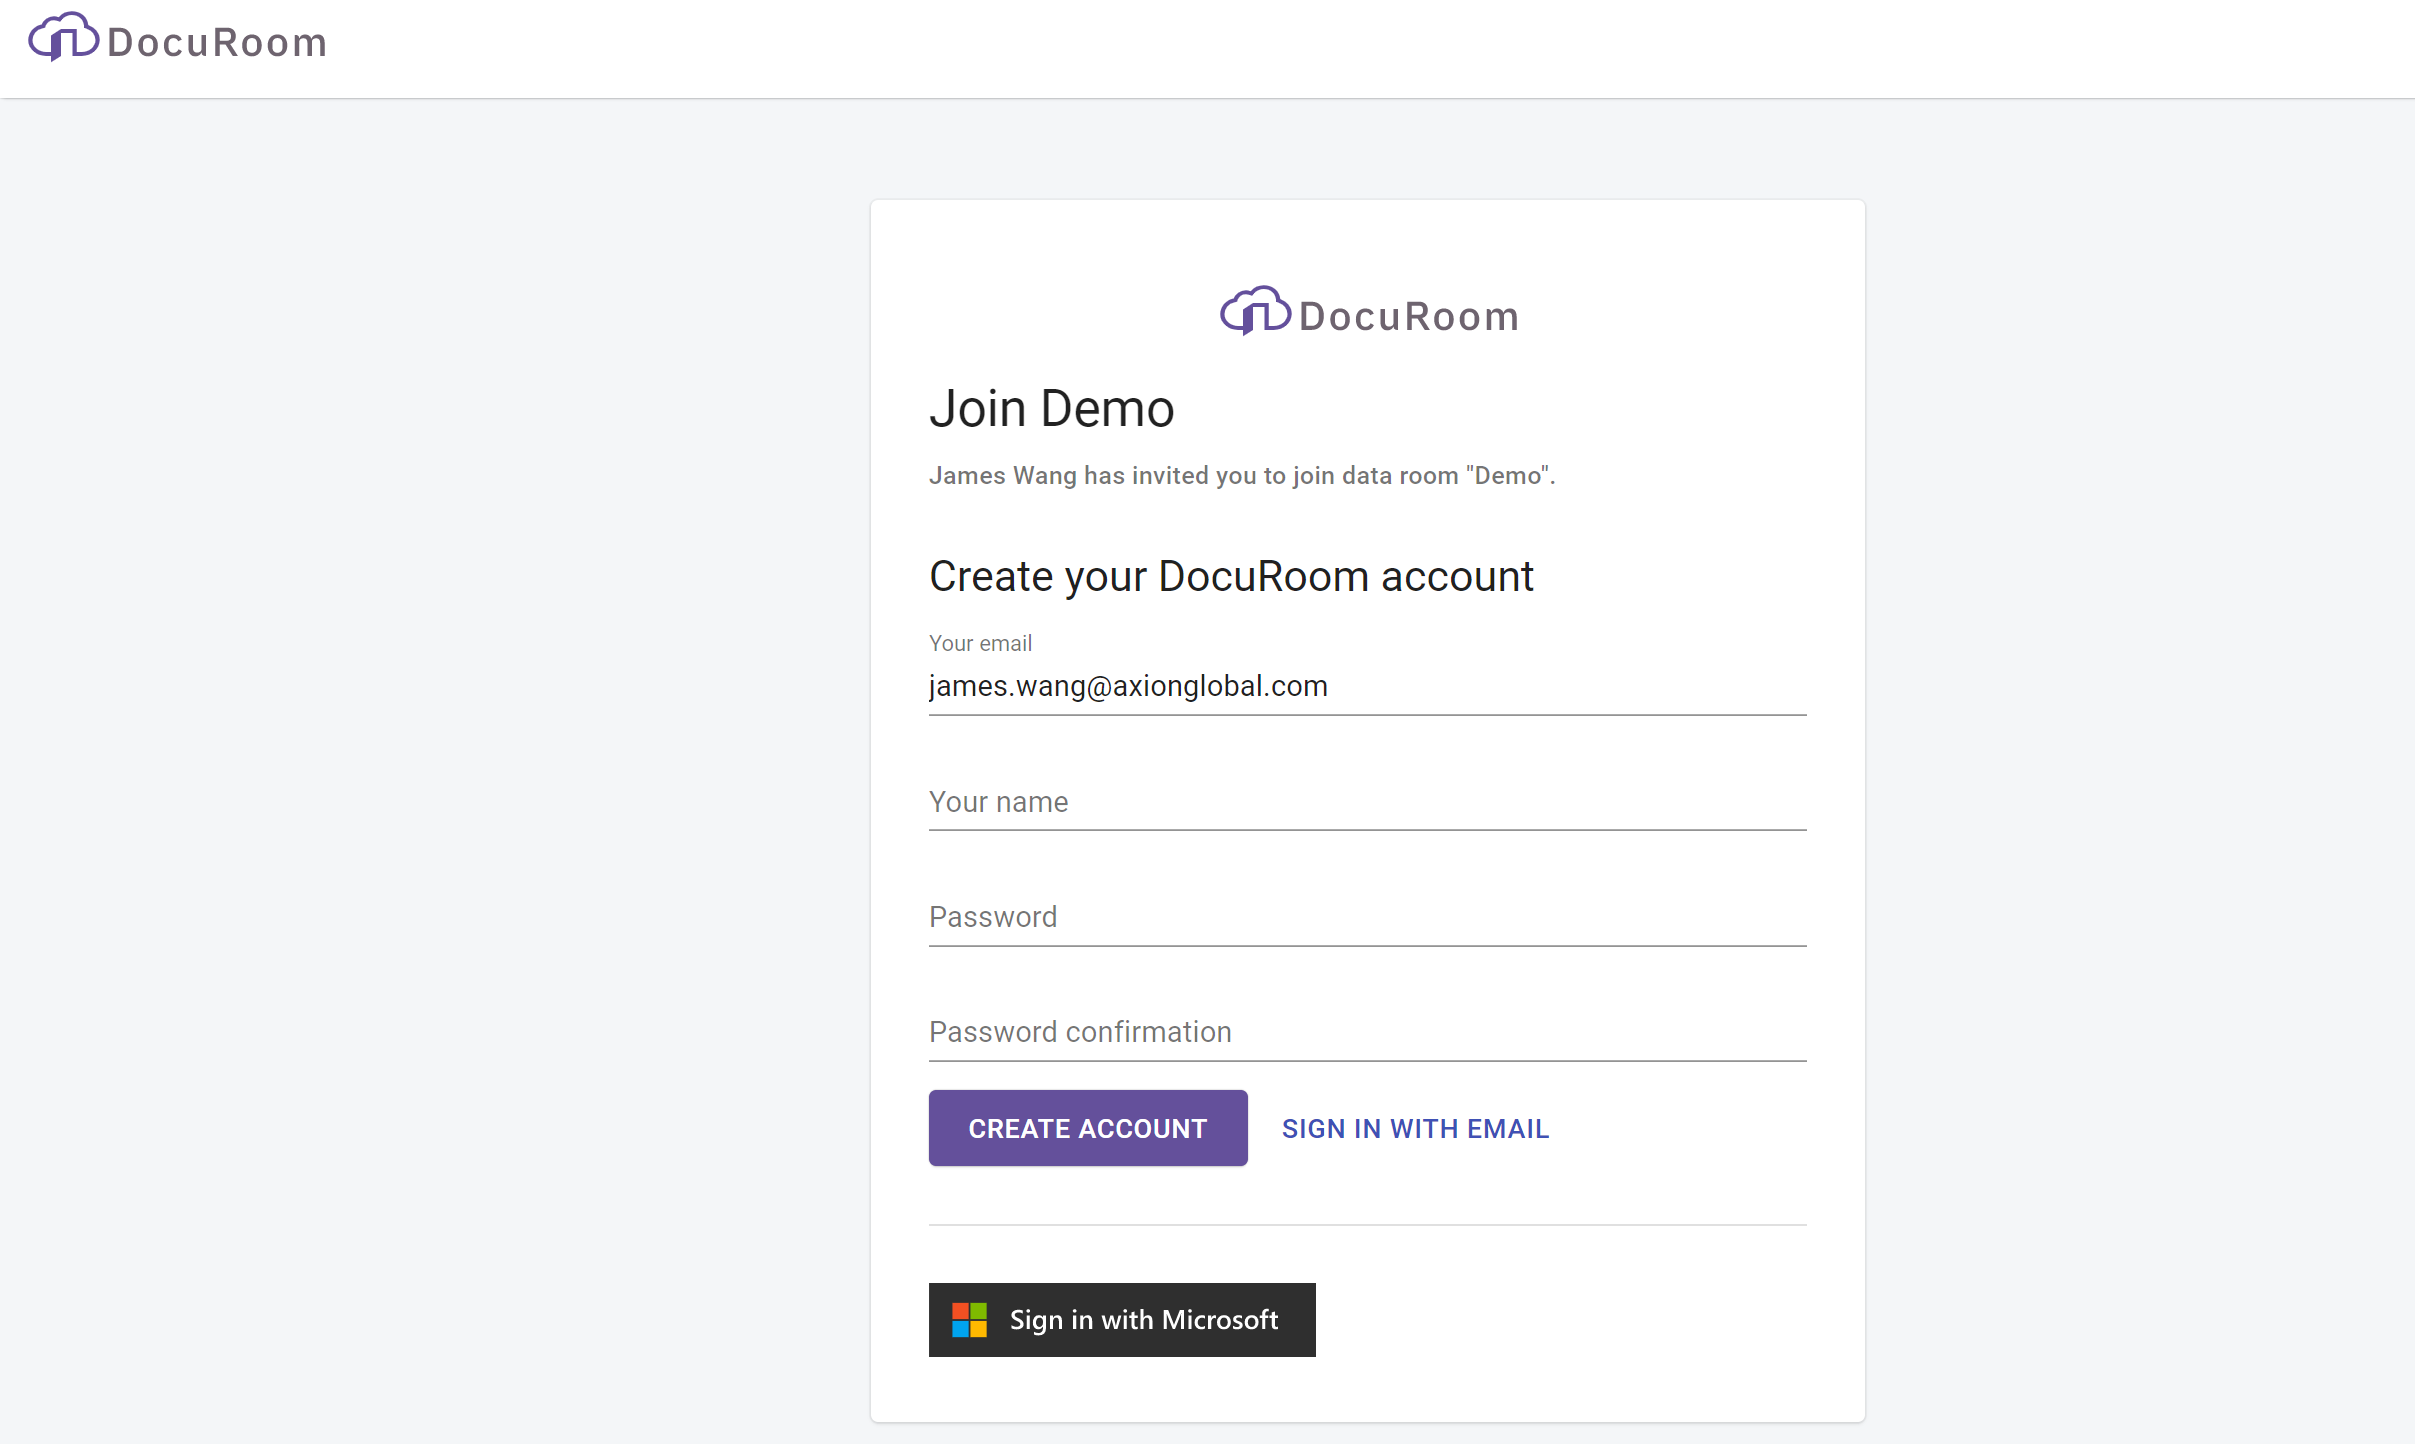 DocuRoom
DocuRoom
Join Demo
James Wang has invited you to join data room "Demo".
Create your DocuRoom account
Your email
james.wang@axionglobal.com
Your name
Password
Password confirmation
CREATE ACCOUNT SIGN IN WITH EMAIL
Sign in with Microsoft